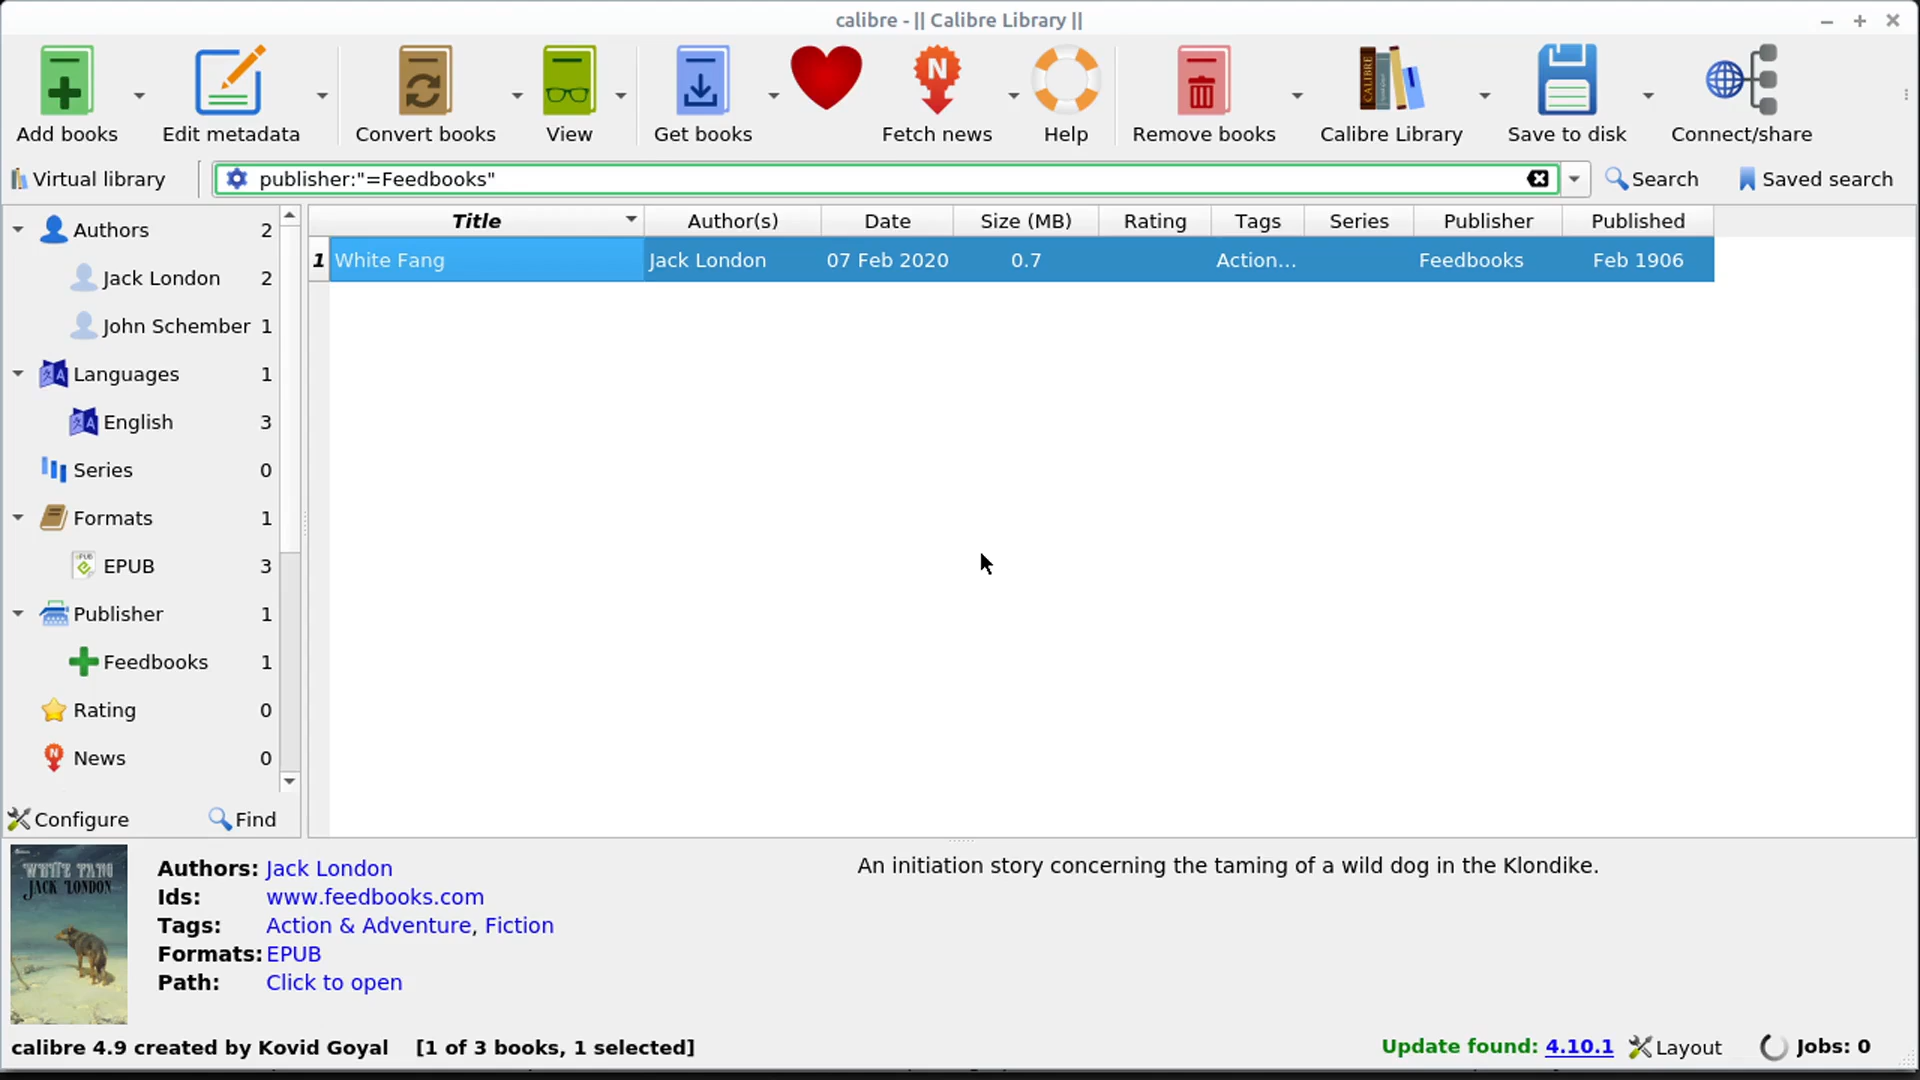 calibre - || Calibre Library ||
Add books
Edit metadata
Convert books
View
Get books
Fetch news
Help
Remove books
Calibre Library
Save to disk
Connect/share
Virtual library
publisher:"=Feedbooks"
Search
Saved search
Authors 2
Jack London 2
John Schember 1
Languages 1
English 3
Series 0
Formats 1
EPUB 3
Publisher 1
Feedbooks 1
Rating 0
News 0
Configure
Find
Title Author(s) Date Size (MB) Rating Tags Series Publisher Published
1 White Fang Jack London 07 Feb 2020 0.7 Action... Feedbooks Feb 1906
WHITE FANG
JACK LONDON
Authors: Jack London
Ids: www.feedbooks.com
Tags: Action & Adventure, Fiction
Formats: EPUB
Path: Click to open
An initiation story concerning the taming of a wild dog in the Klondike.
calibre 4.9 created by Kovid Goyal [1 of 3 books, 1 selected]
Update found: 4.10.1
Layout
Jobs: 0